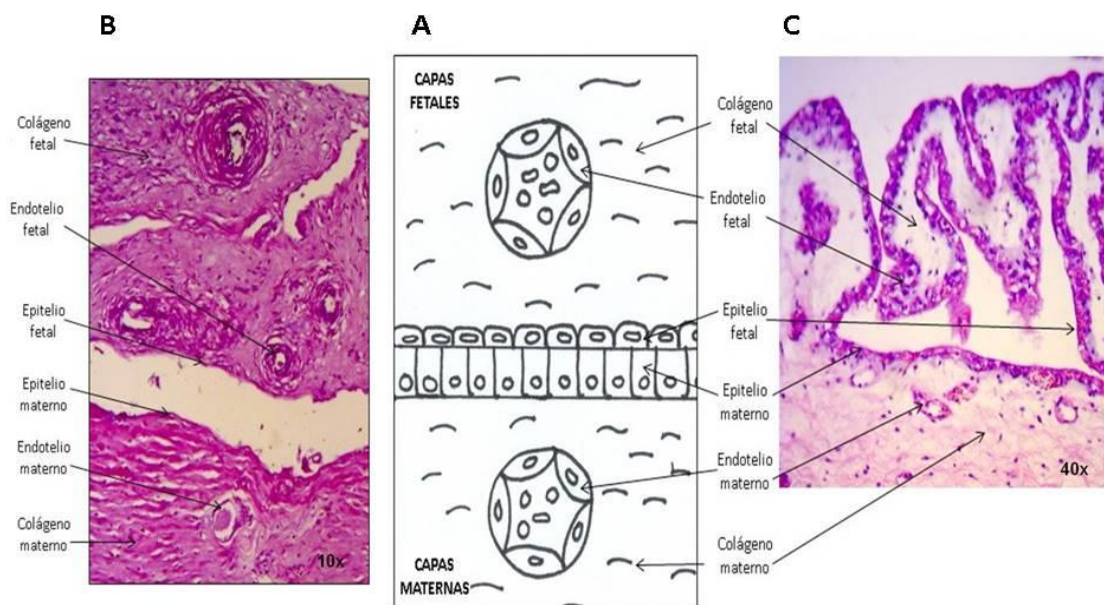 B
A
C
Colágeno
fetal
Endotelio
fetal
Epitelio
fetal
Epitelio
materno
Endotelio
materno
Colágeno
materno
10x
CAPAS
FETALES
CAPAS
MATERNAS
Colágeno
fetal
Endotelio
fetal
Epitelio
fetal
Epitelio
materno
Endotelio
materno
Colágeno
materno
40x